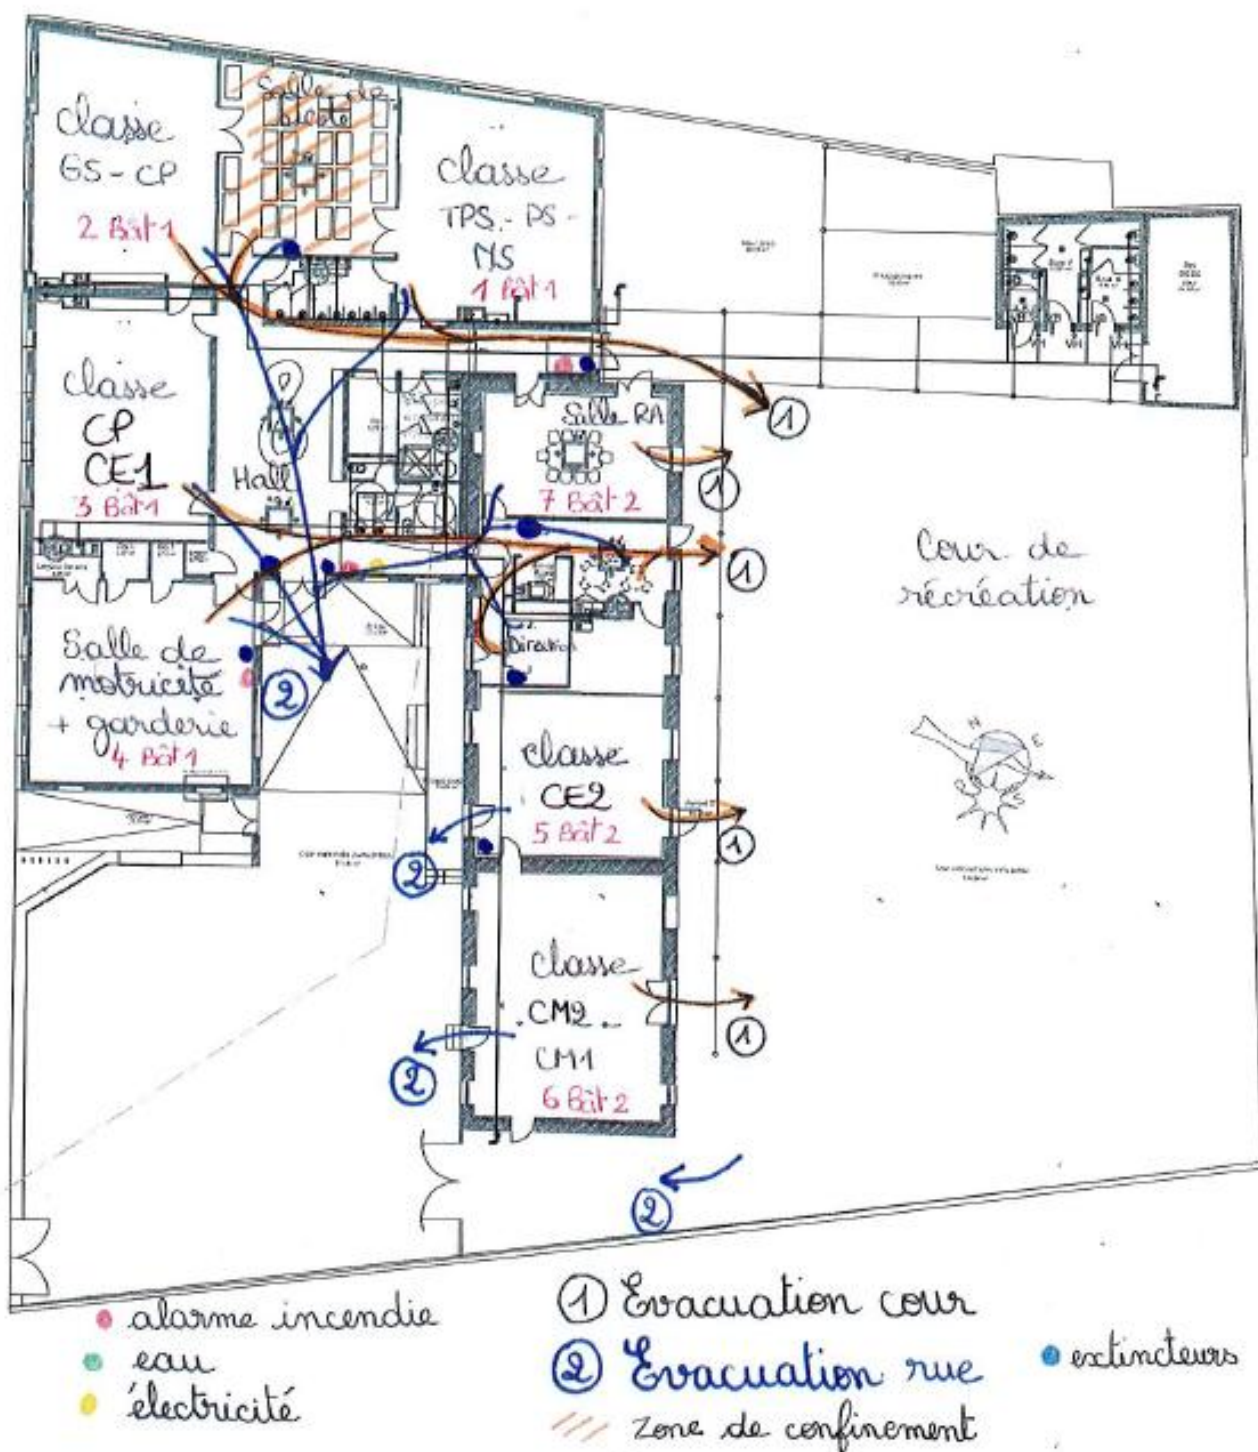 classe
GS - CP
2 Bât 1
Salle de
sieste
classe
TPS - PS -
MS
1 Bât 1
classe
CP
CE1
3 Bât 1
Hall
Salle RA
7 Bât 2
1
1
1
Cour de
récréation
Salle de
motricité
+ garderie
4 Bât 1
2
Direction
N
E
S
classe
CE2
5 Bât 2
1
2
classe
CM2
CM1
6 Bât 2
1
2
2
alarme incendie
eau
électricité
1 Evacuation cour
2 Evacuation rue
zone de confinement
extincteurs